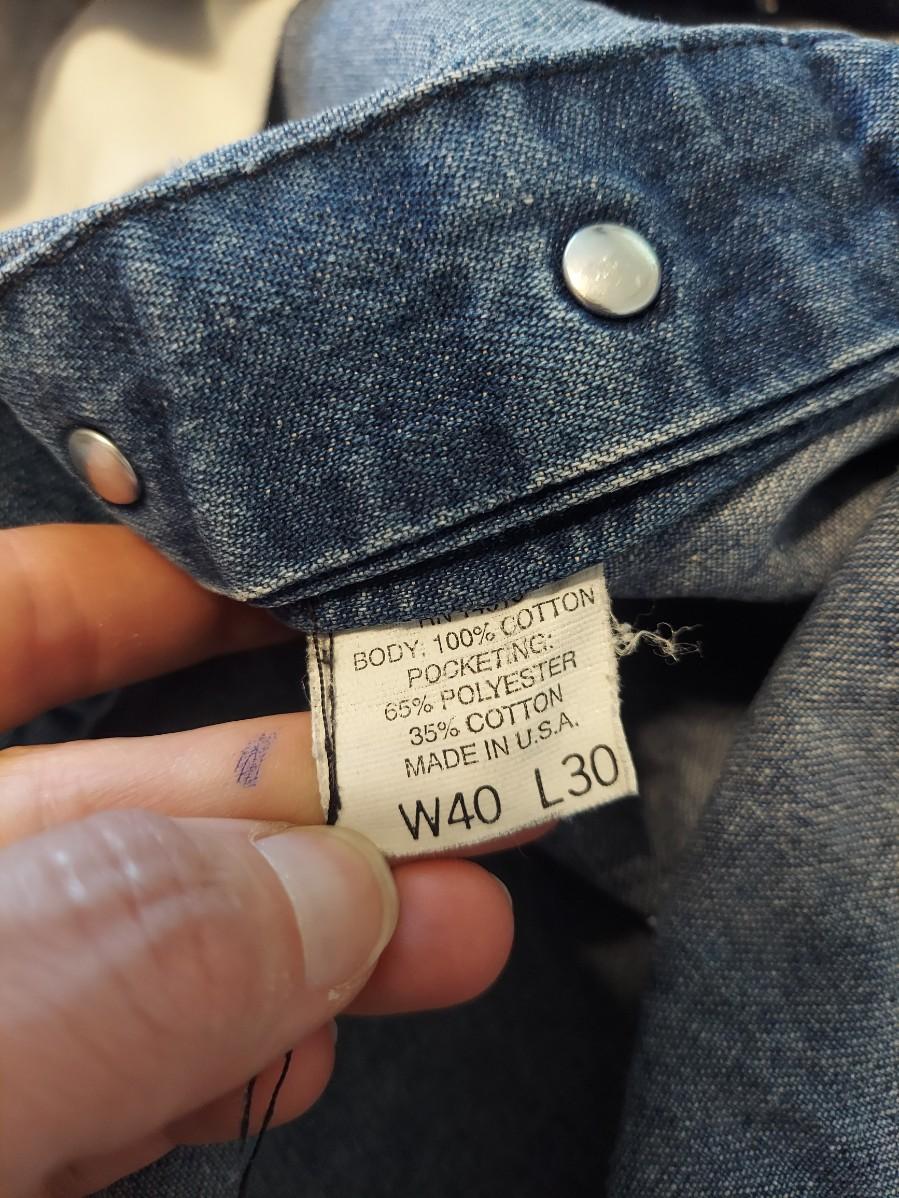 BODY: 100% COTTON
POCKETING:
65% POLYESTER
35% COTTON
MADE IN U.S.A.
W40 L30